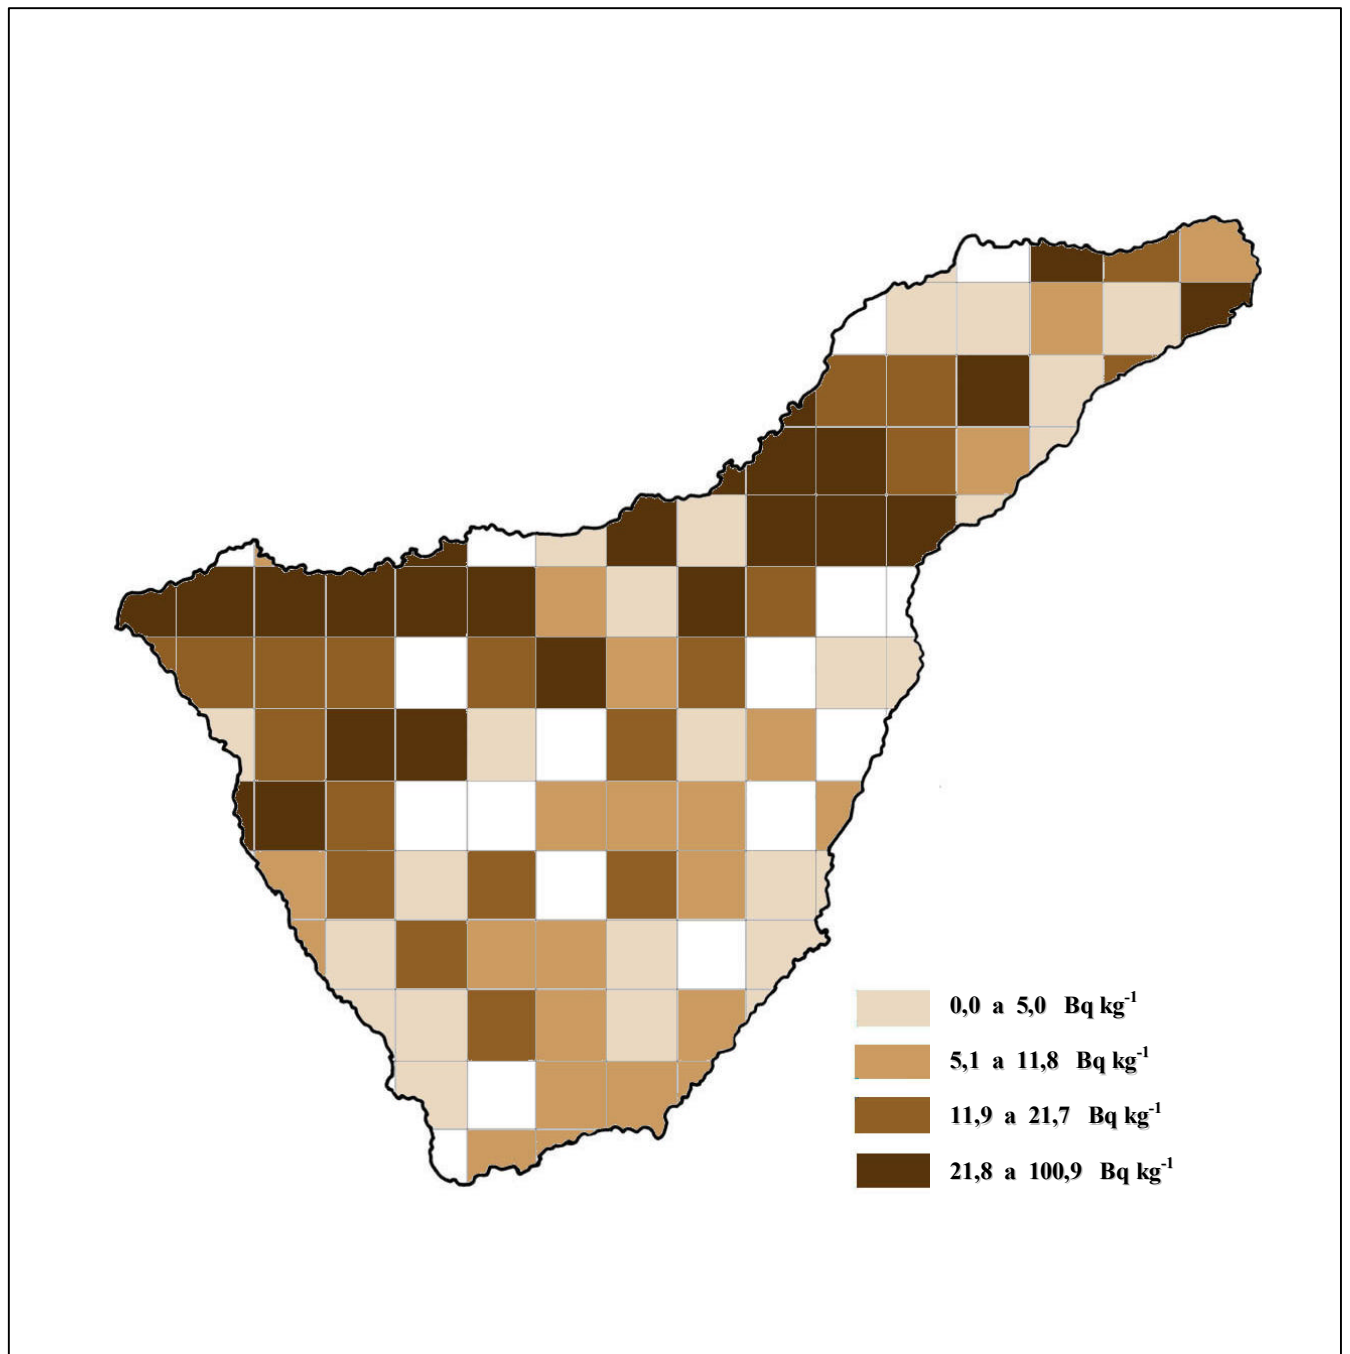 0,0 a 5,0 Bq kg⁻¹
5,1 a 11,8 Bq kg⁻¹
11,9 a 21,7 Bq kg⁻¹
21,8 a 100,9 Bq kg⁻¹